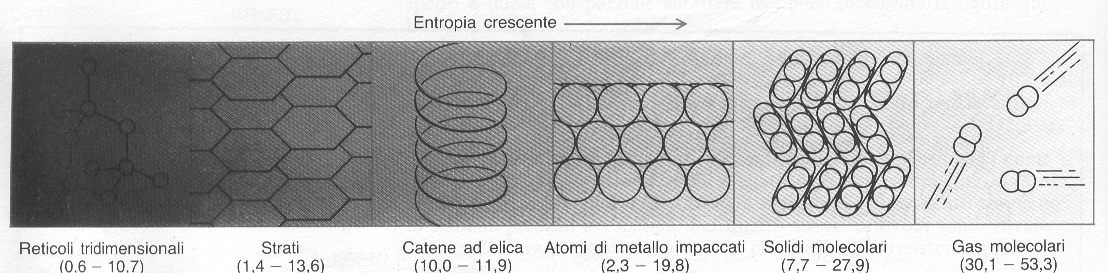 Entropia crescente
Reticoli tridimensionali
(0.6 – 10,7)
Strati
(1,4 – 13,6)
Catene ad elica
(10,0 – 11,9)
Atomi di metallo impaccati
(2,3 – 19,8)
Solidi molecolari
(7,7 – 27,9)
Gas molecolari
(30,1 – 53,3)